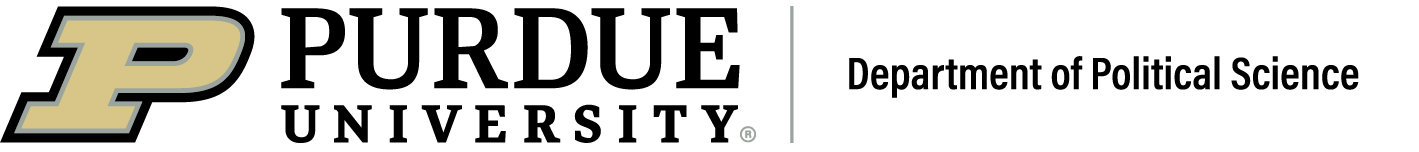 P
PURDUE
UNIVERSITY®
Department of Political Science